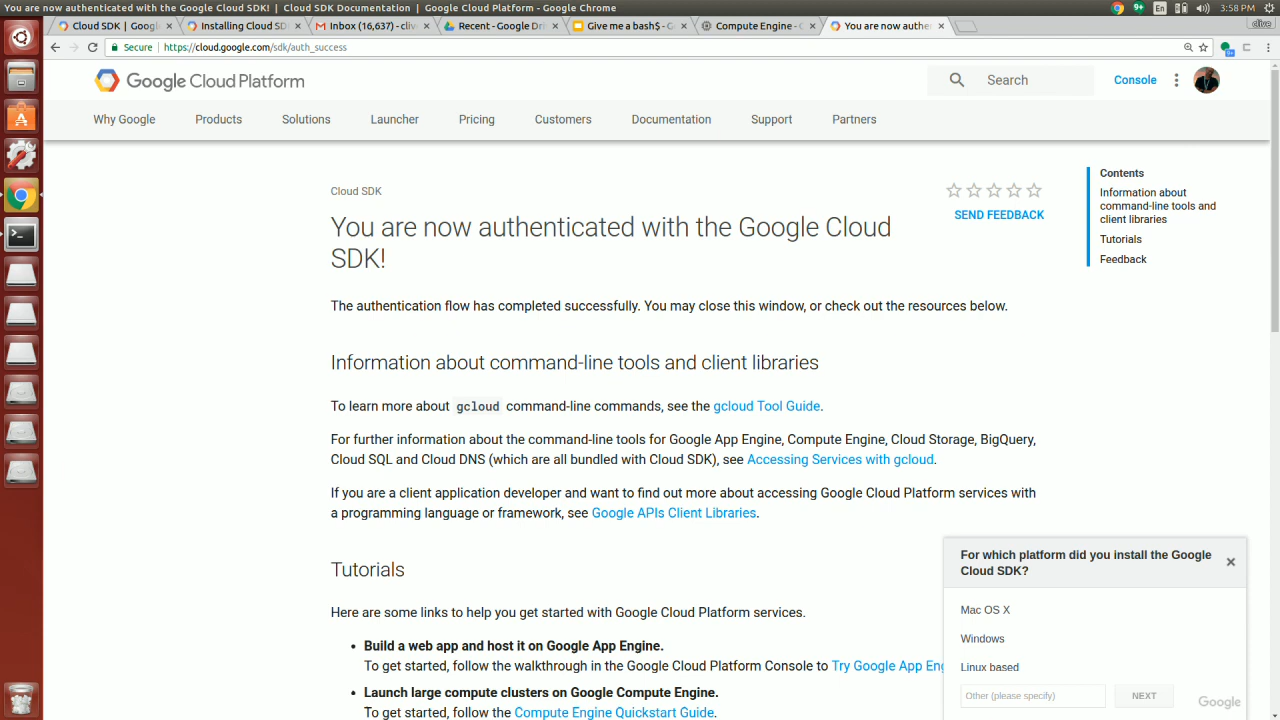 You are now authenticated with the Google Cloud SDK! | Cloud SDK Documentation | Google Cloud Platform - Google Chrome
En
3:58 PM
Cloud SDK | Goog
Installing Cloud SD
Inbox (16,637) - clive
Recent - Google Dri
Give me a bash$ - G
Compute Engine - C
You are now authe
clive
Secure
https://cloud.google.com/sdk/auth_success
Google Cloud Platform
Search
Console
Why Google
Products
Solutions
Launcher
Pricing
Customers
Documentation
Support
Partners
Cloud SDK
SEND FEEDBACK
You are now authenticated with the Google Cloud
SDK!
The authentication flow has completed successfully. You may close this window, or check out the resources below.
Information about command-line tools and client libraries
To learn more about gcloud command-line commands, see the gcloud Tool Guide.
For further information about the command-line tools for Google App Engine, Compute Engine, Cloud Storage, BigQuery,
Cloud SQL and Cloud DNS (which are all bundled with Cloud SDK), see Accessing Services with gcloud.
If you are a client application developer and want to find out more about accessing Google Cloud Platform services with
a programming language or framework, see Google APIs Client Libraries.
Tutorials
Here are some links to help you get started with Google Cloud Platform services.
• Build a web app and host it on Google App Engine.
To get started, follow the walkthrough in the Google Cloud Platform Console to Try Google App Eng
• Launch large compute clusters on Google Compute Engine.
To get started, follow the Compute Engine Quickstart Guide.
Contents
Information about
command-line tools and
client libraries
Tutorials
Feedback
For which platform did you install the Google
Cloud SDK?
Mac OS X
Windows
Linux based
Other (please specify)
NEXT
Google